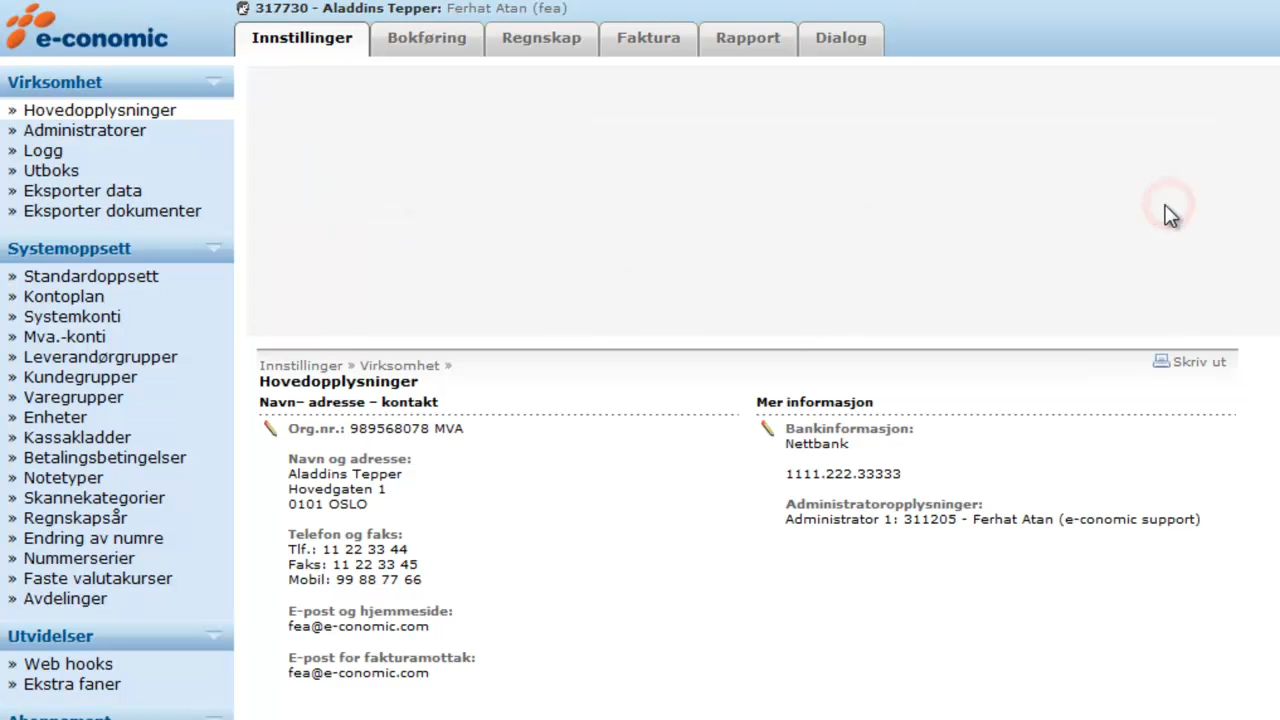 317730 - Aladdins Tepper: Ferhat Atan (fea)
e-conomic
Innstillinger Bokføring Regnskap Faktura Rapport Dialog
Virksomhet
» Hovedopplysninger
» Administratorer
» Logg
» Utboks
» Eksporter data
» Eksporter dokumenter
Systemoppsett
» Standardoppsett
» Kontoplan
» Systemkonti
» Mva.-konti
» Leverandørgrupper
» Kundegrupper
» Varegrupper
» Enheter
» Kassakladder
» Betalingsbetingelser
» Notetyper
» Skannekategorier
» Regnskapsår
» Endring av numre
» Nummerserier
» Faste valutakurser
» Avdelinger
Utvidelser
» Web hooks
» Ekstra faner
Abonnement
Innstillinger » Virksomhet »
Skriv ut
Hovedopplysninger
Navn– adresse – kontakt
Org.nr.: 989568078 MVA
Navn og adresse:
Aladdins Tepper
Hovedgaten 1
0101 OSLO
Telefon og faks:
Tlf.: 11 22 33 44
Faks: 11 22 33 45
Mobil: 99 88 77 66
E-post og hjemmeside:
fea@e-conomic.com
E-post for fakturamottak:
fea@e-conomic.com
Mer informasjon
Bankinformasjon:
Nettbank
1111.222.33333
Administratoropplysninger:
Administrator 1: 311205 - Ferhat Atan (e-conomic support)